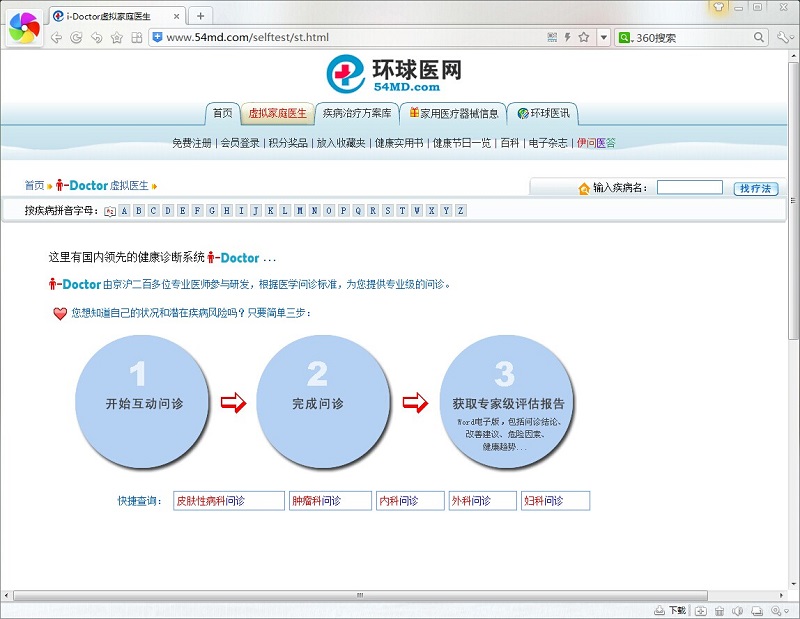 i-Doctor虚拟家庭医生
www.54md.com/selftest/st.html
360搜索
环球医网
54MD.com
首页 虚拟家庭医生 疾病治疗方案库 家用医疗器械信息 环球医讯
免费注册 | 会员登录 | 积分奖品 | 放入收藏夹 | 健康实用书 | 健康节日一览 | 百科 | 电子杂志 | 伊问医答
首页 i-Doctor 虚拟医生
输入疾病名: 找疗法
按疾病拼音字母: A B C D E F G H I J K L M N O P Q R S T U W X Y Z
这里有国内领先的健康诊断系统 i-Doctor ...
i-Doctor 由京沪二百多位专业医师参与研发，根据医学问诊标准，为您提供专业级的问诊。
您想知道自己的状况和潜在疾病风险吗？只要简单三步:
1
开始互动问诊
2
完成问诊
3
获取专家级评估报告
Word电子版，包括问诊结论、
改善建议、危险因素、
健康趋势...
快捷查询: 皮肤性病科问诊 肿瘤科问诊 内科问诊 外科问诊 妇科问诊
下载